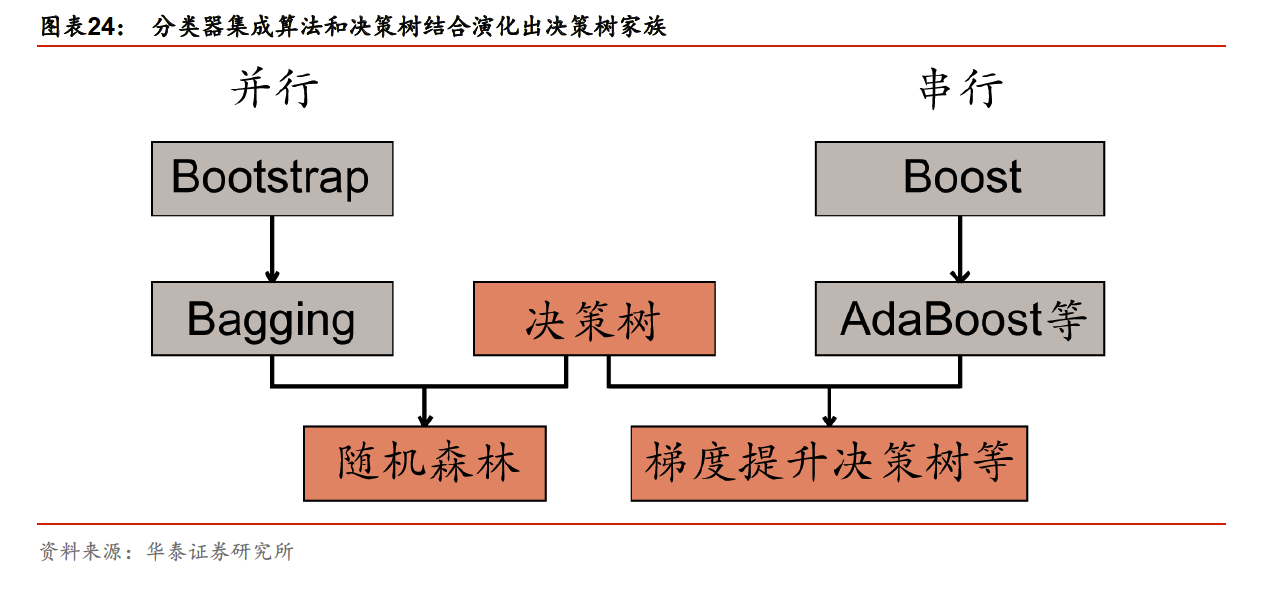 图表24： 分类器集成算法和决策树结合演化出决策树家族
并行 串行
Bootstrap Boost
Bagging 决策树 AdaBoost等
随机森林 梯度提升决策树等
资料来源：华泰证券研究所